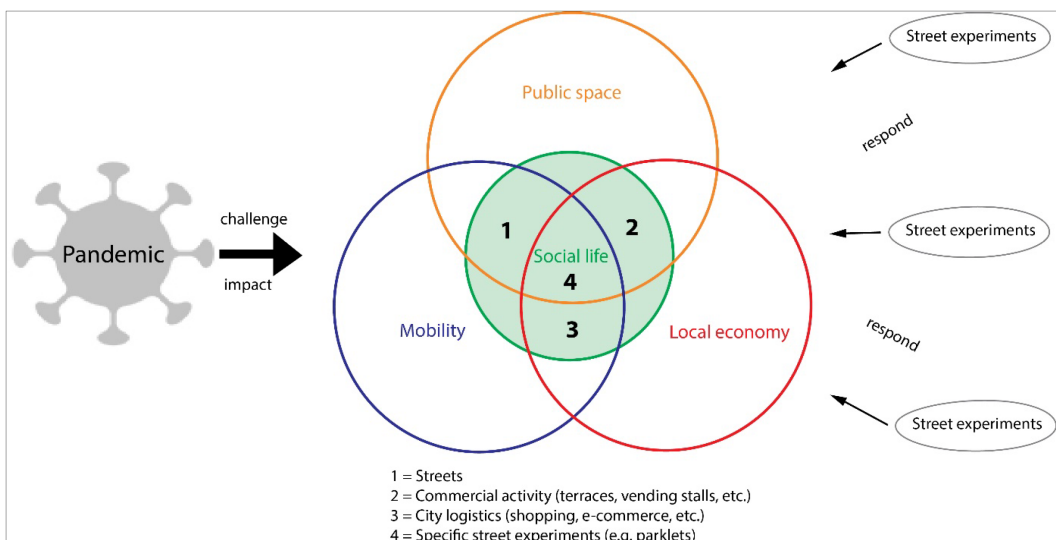 Street experiments
Public space
respond
challenge
1
2
Street experiments
Pandemic
Social life
impact
4
Mobility
3
Local economy
respond
Street experiments
1 = Streets
2 = Commercial activity (terraces, vending stalls, etc.)
3 = City logistics (shopping, e-commerce, etc.)
4 = Specific street experiments (e.g. parklets)